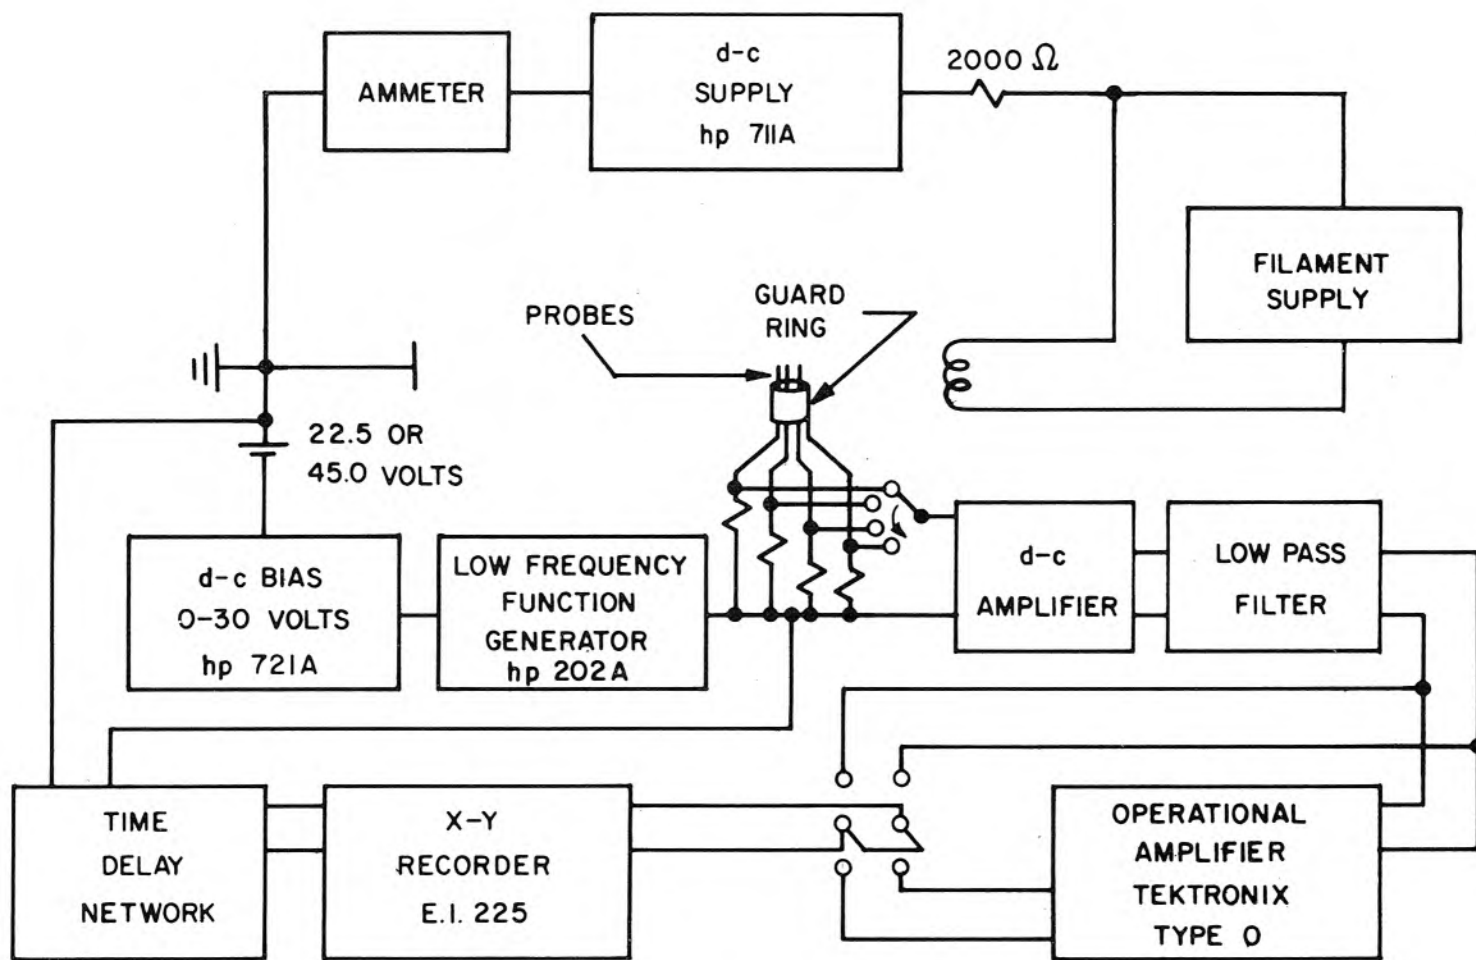 AMMETER
d-c
SUPPLY
hp 711A
2000 Ω
FILAMENT
SUPPLY
PROBES
GUARD
RING
22.5 OR
45.0 VOLTS
d-c BIAS
0-30 VOLTS
hp 721A
LOW FREQUENCY
FUNCTION
GENERATOR
hp 202A
d-c
AMPLIFIER
LOW PASS
FILTER
TIME
DELAY
NETWORK
X-Y
RECORDER
E.I. 225
OPERATIONAL
AMPLIFIER
TEKTRONIX
TYPE O